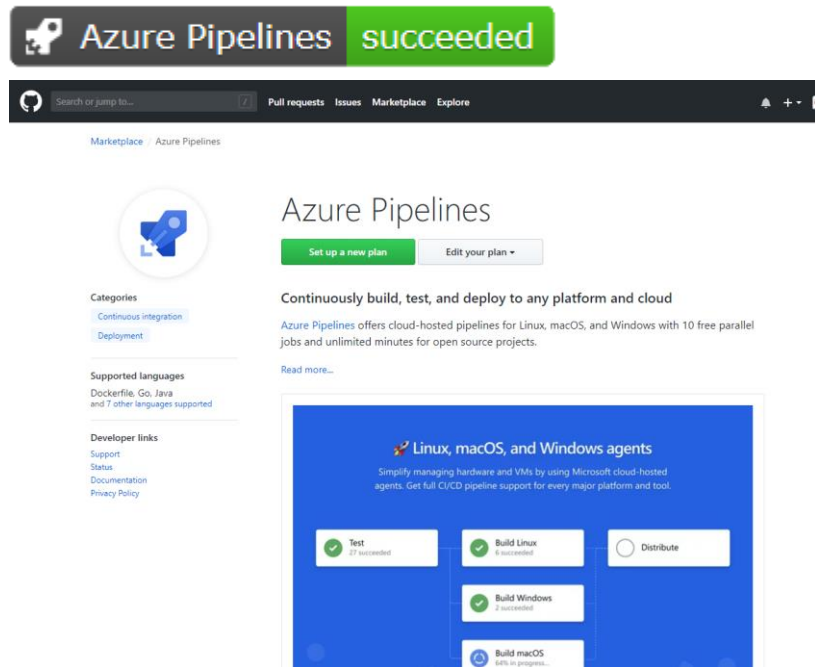 Azure Pipelines succeeded
Search or jump to... /
Pull requests Issues Marketplace Explore
Marketplace / Azure Pipelines
Azure Pipelines
Set up a new plan
Edit your plan
Categories
Continuous integration
Deployment
Supported languages
Dockerfile, Go, Java
and 7 other languages supported
Developer links
Support
Status
Documentation
Privacy Policy
Continuously build, test, and deploy to any platform and cloud
Azure Pipelines offers cloud-hosted pipelines for Linux, macOS, and Windows with 10 free parallel
jobs and unlimited minutes for open source projects.
Read more...
Linux, macOS, and Windows agents
Simplify managing hardware and VMs by using Microsoft cloud-hosted
agents. Get full CI/CD pipeline support for every major platform and tool.
Test
27 succeeded
Build Linux
6 succeeded
Distribute
Build Windows
2 succeeded
Build macOS
64% in progress...